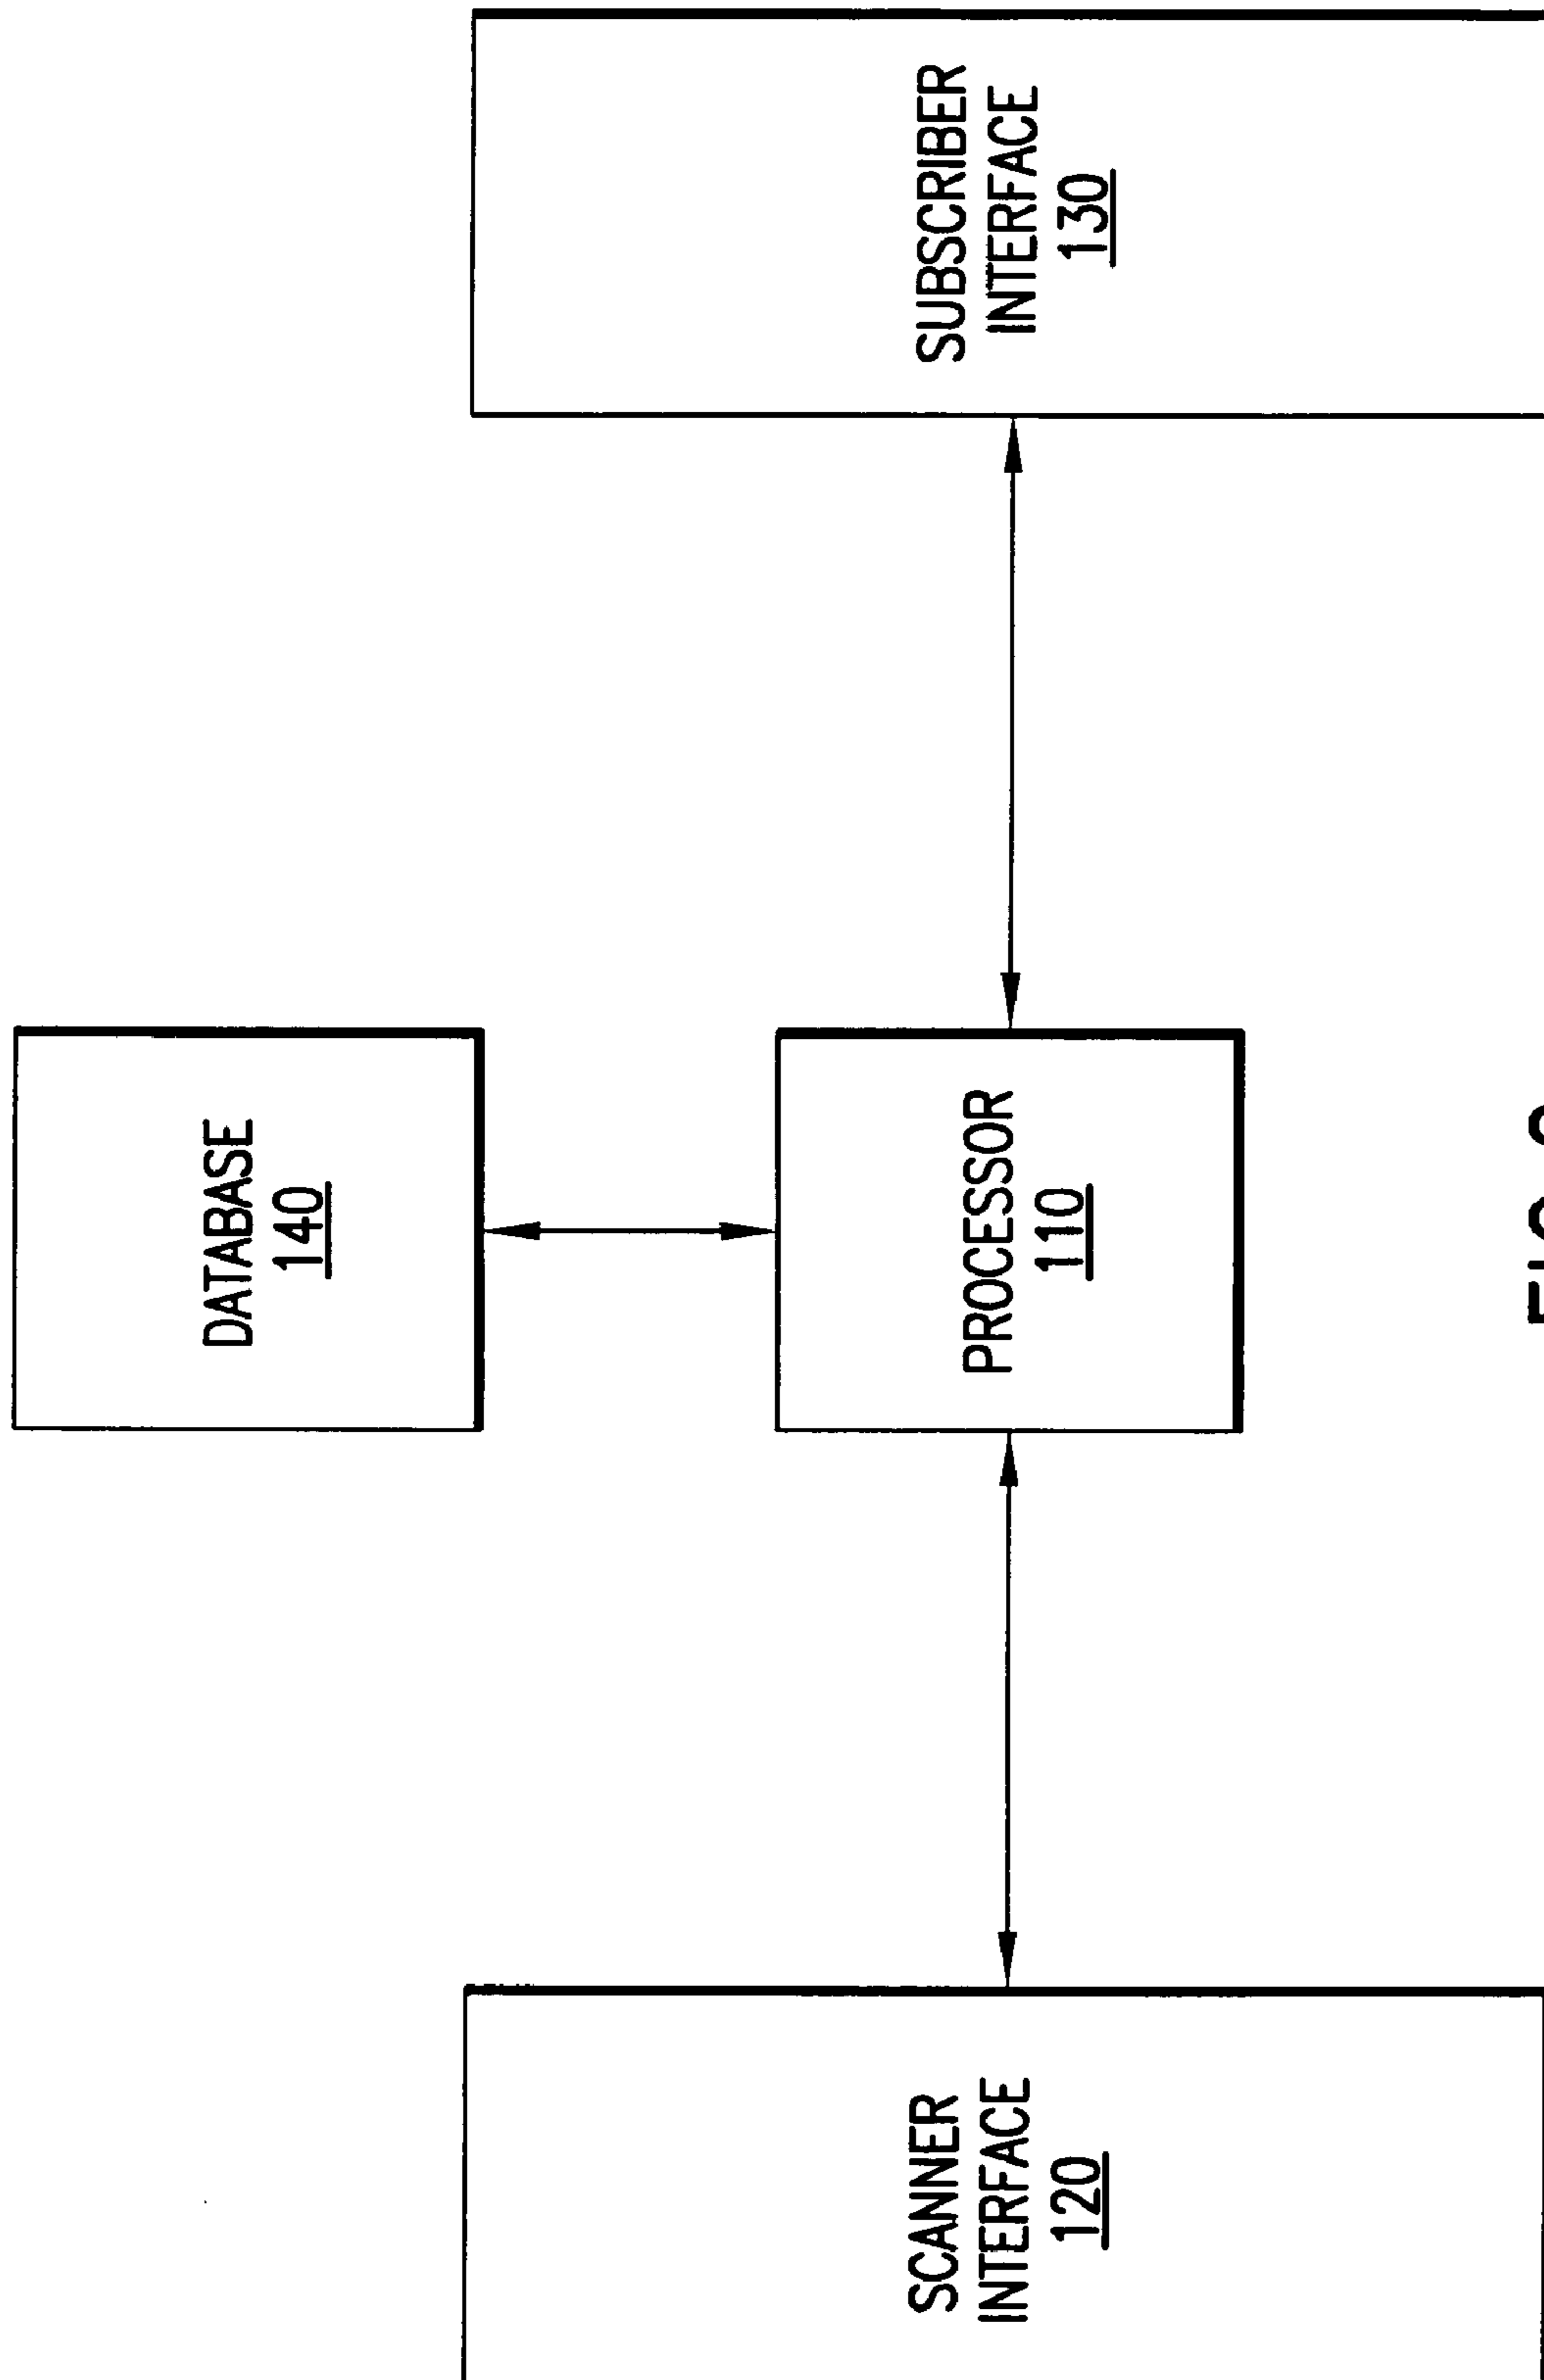 DATABASE
140
SCANNER
INTERFACE
120
PROCESSOR
110
SUBSCRIBER
INTERFACE
130